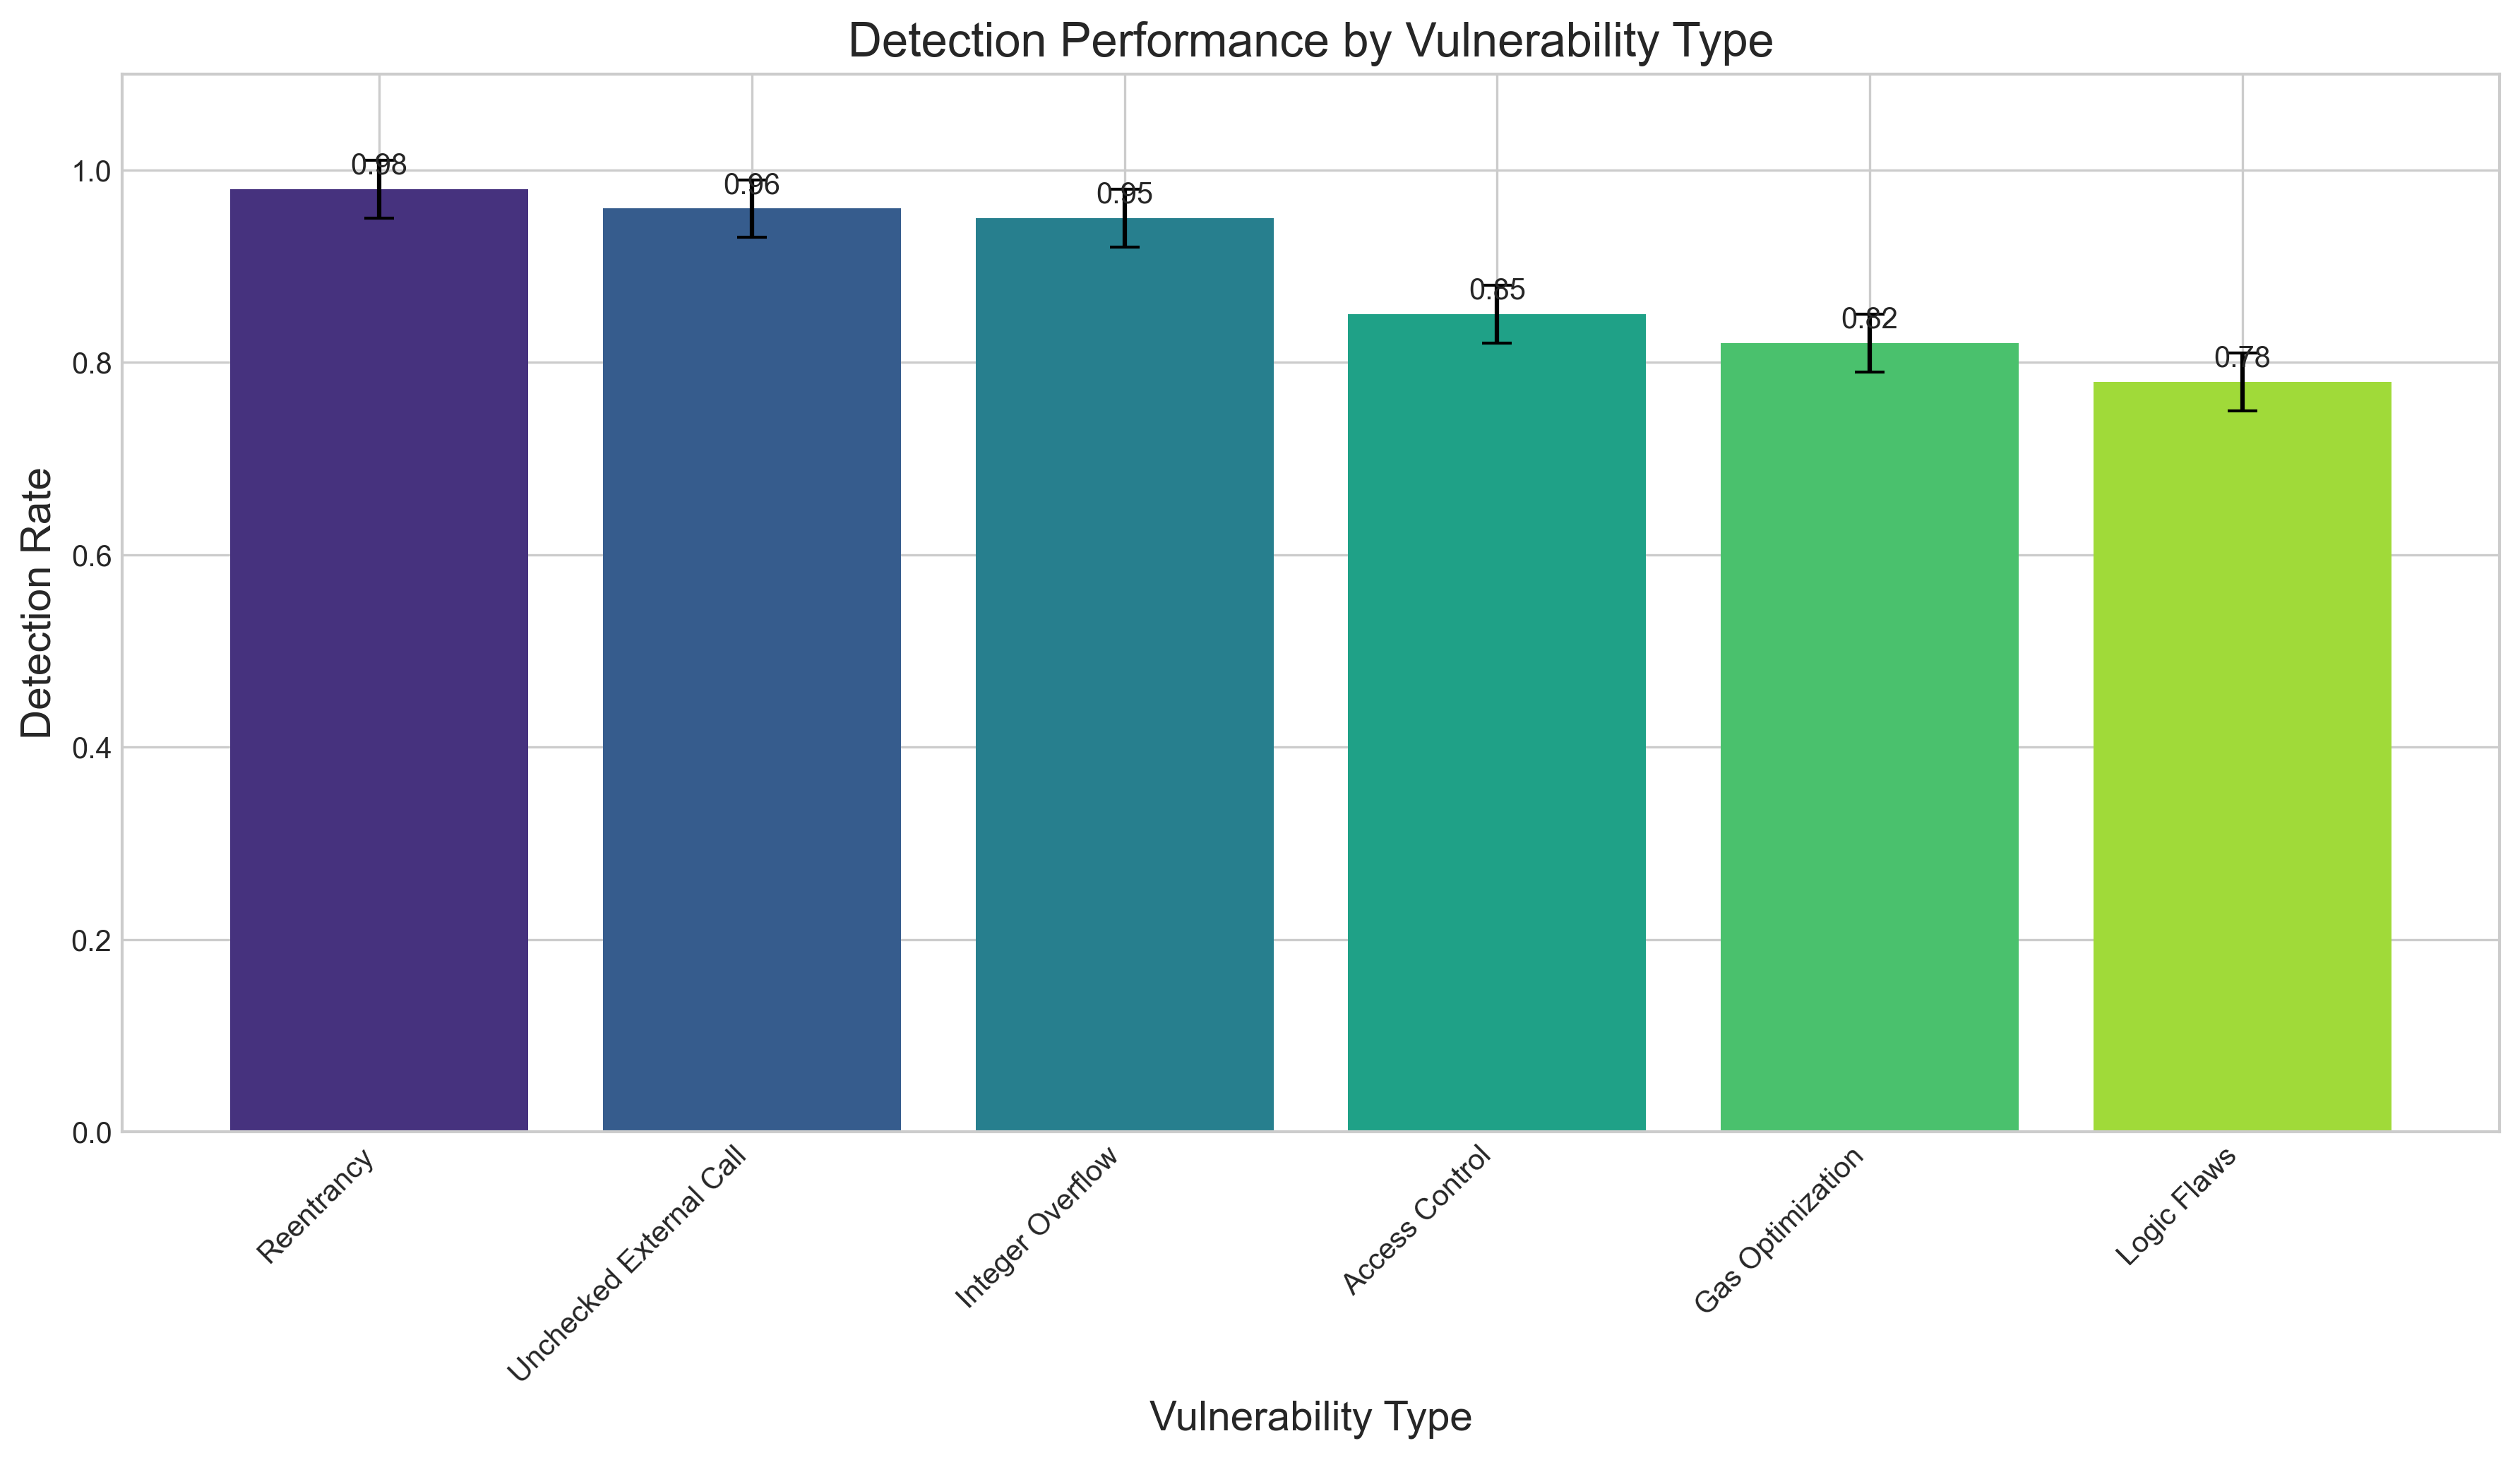 Detection Performance by Vulnerability Type
Detection Rate
1.0
0.8
0.6
0.4
0.2
0.0
0.98
0.96
0.95
0.85
0.82
0.78
Reentrancy
Unchecked External Call
Integer Overflow
Access Control
Gas Optimization
Logic Flaws
Vulnerability Type